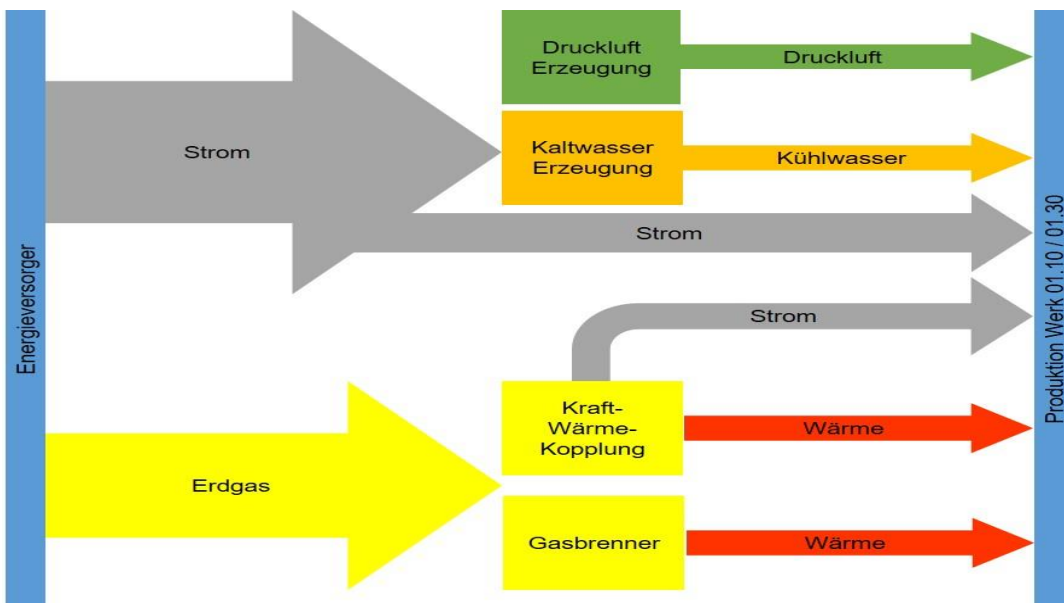 Energieversorger
Strom
Druckluft
Erzeugung
Druckluft
Kaltwasser
Erzeugung
Kühlwasser
Strom
Strom
Erdgas
Kraft-
Wärme-
Kopplung
Wärme
Gasbrenner
Wärme
Produktion Werk 01.10 / 01.30